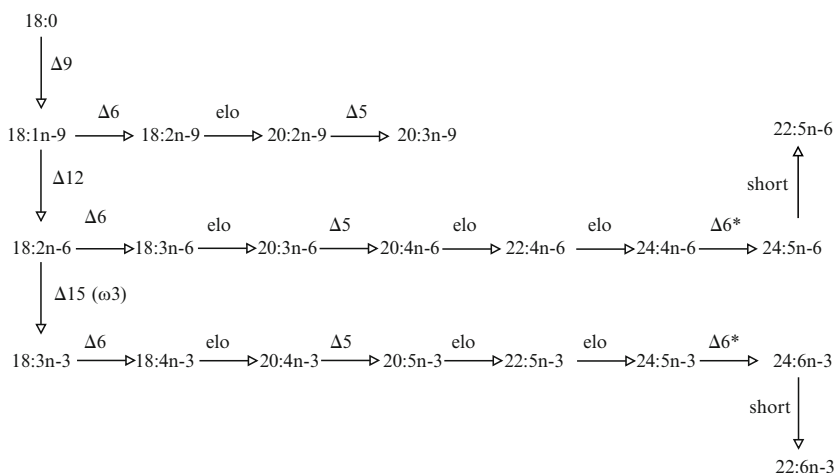 18:0
Δ9
Δ6 elo Δ5
18:1n-9 18:2n-9 20:2n-9 20:3n-9 22:5n-6
Δ12 short
Δ6 elo Δ5 elo elo Δ6*
18:2n-6 18:3n-6 20:3n-6 20:4n-6 22:4n-6 24:4n-6 24:5n-6
Δ15 (ω3)
Δ6 elo Δ5 elo elo Δ6*
18:3n-3 18:4n-3 20:4n-3 20:5n-3 22:5n-3 24:5n-3 24:6n-3
short
22:6n-3